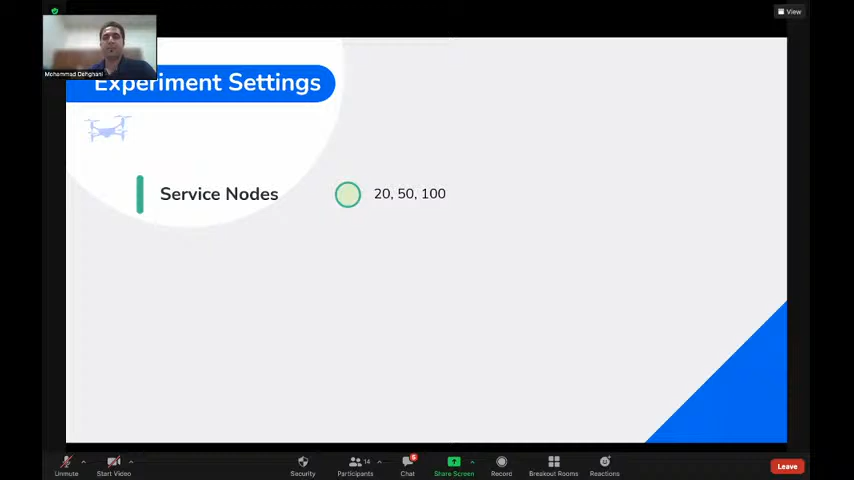 View
Mohammad Dehghani
Experiment Settings
Service Nodes
20, 50, 100
Unmute
Start Video
Security
14
Participants
Chat
Share Screen
Record
Breakout Rooms
Reactions
Leave